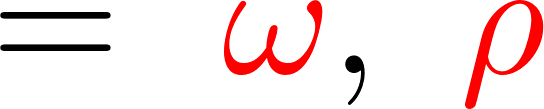 = ω, ρ